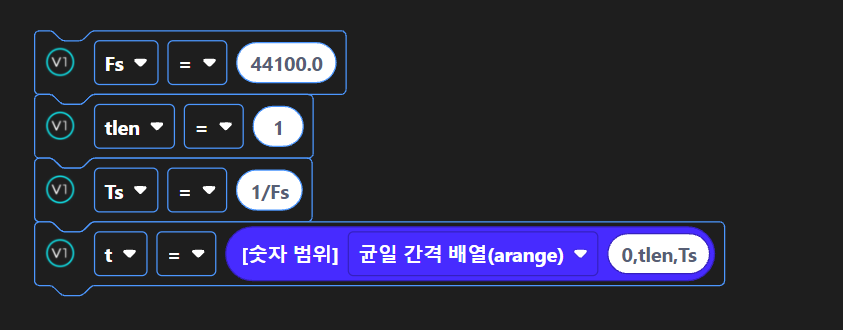 V1 Fs = 44100.0
V1 tlen = 1
V1 Ts = 1/Fs
V1 t = [숫자 범위] 균일 간격 배열(arange) 0,tlen,Ts